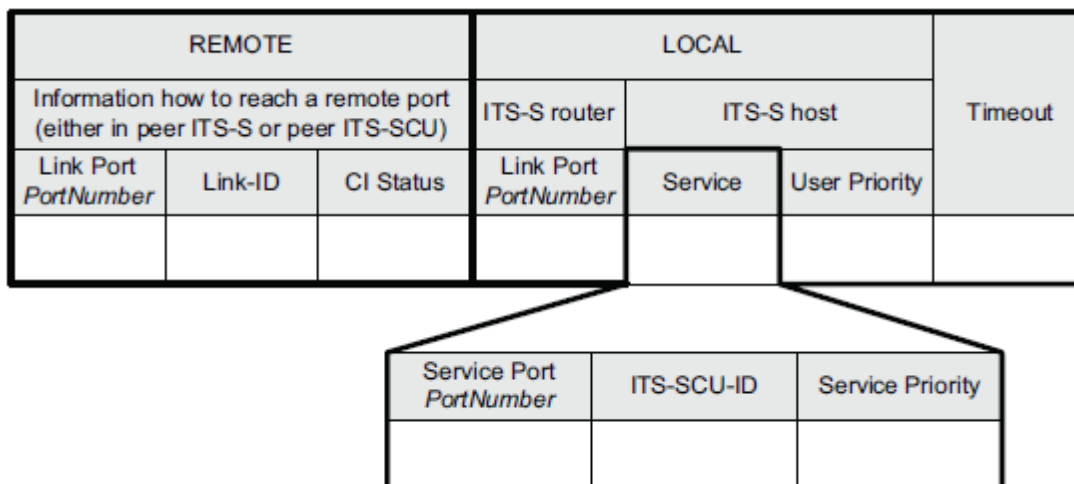 REMOTE
LOCAL
Timeout
Information how to reach a remote port
(either in peer ITS-S or peer ITS-SCU)
ITS-S router
ITS-S host
Link Port
PortNumber
Link-ID
CI Status
Link Port
PortNumber
Service
User Priority
Service Port
PortNumber
ITS-SCU-ID
Service Priority